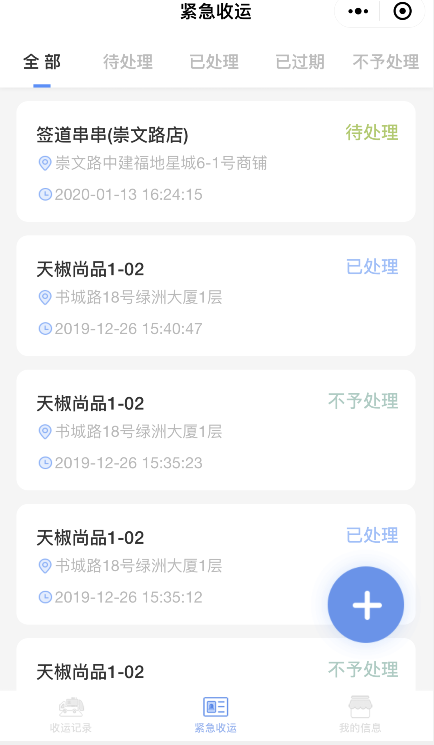 紧急收运
全 部 待处理 已处理 已过期 不予处理
签道串串(崇文路店) 待处理
崇文路中建福地星城6-1号商铺
2020-01-13 16:24:15
天椒尚品1-02 已处理
书城路18号绿洲大厦1层
2019-12-26 15:40:47
天椒尚品1-02 不予处理
书城路18号绿洲大厦1层
2019-12-26 15:35:23
天椒尚品1-02 已处理
书城路18号绿洲大厦1层
2019-12-26 15:35:12
天椒尚品1-02 不予处理
收运记录 紧急收运 我的信息